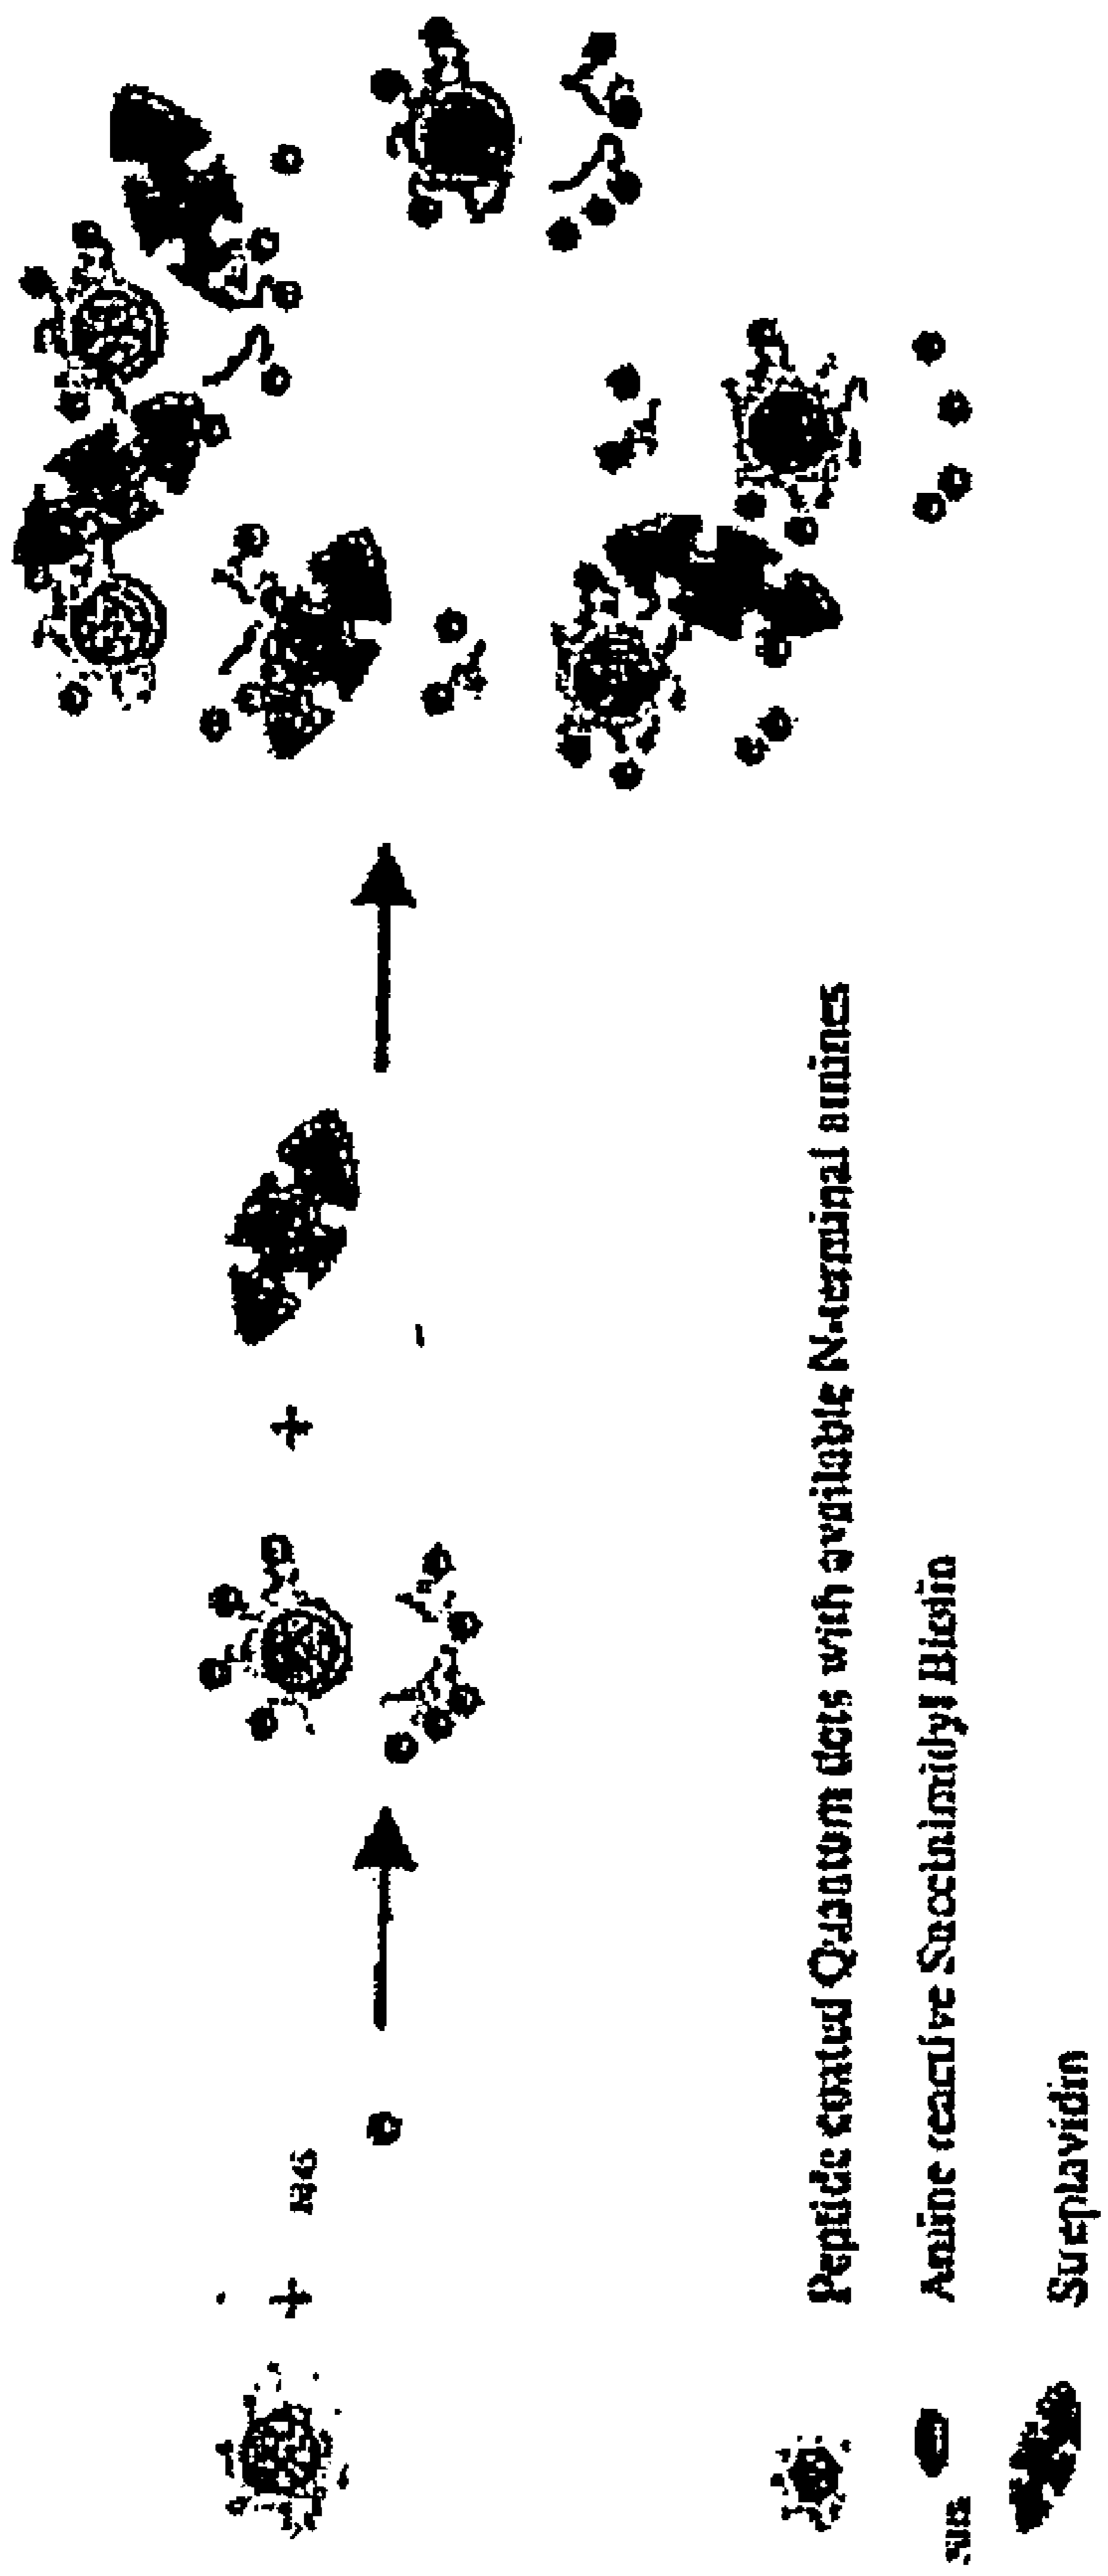 +
+
Peptide coated Quantum dots with available N-terminal amines
Amine reactive Succinimidyl Biotin
Streptavidin